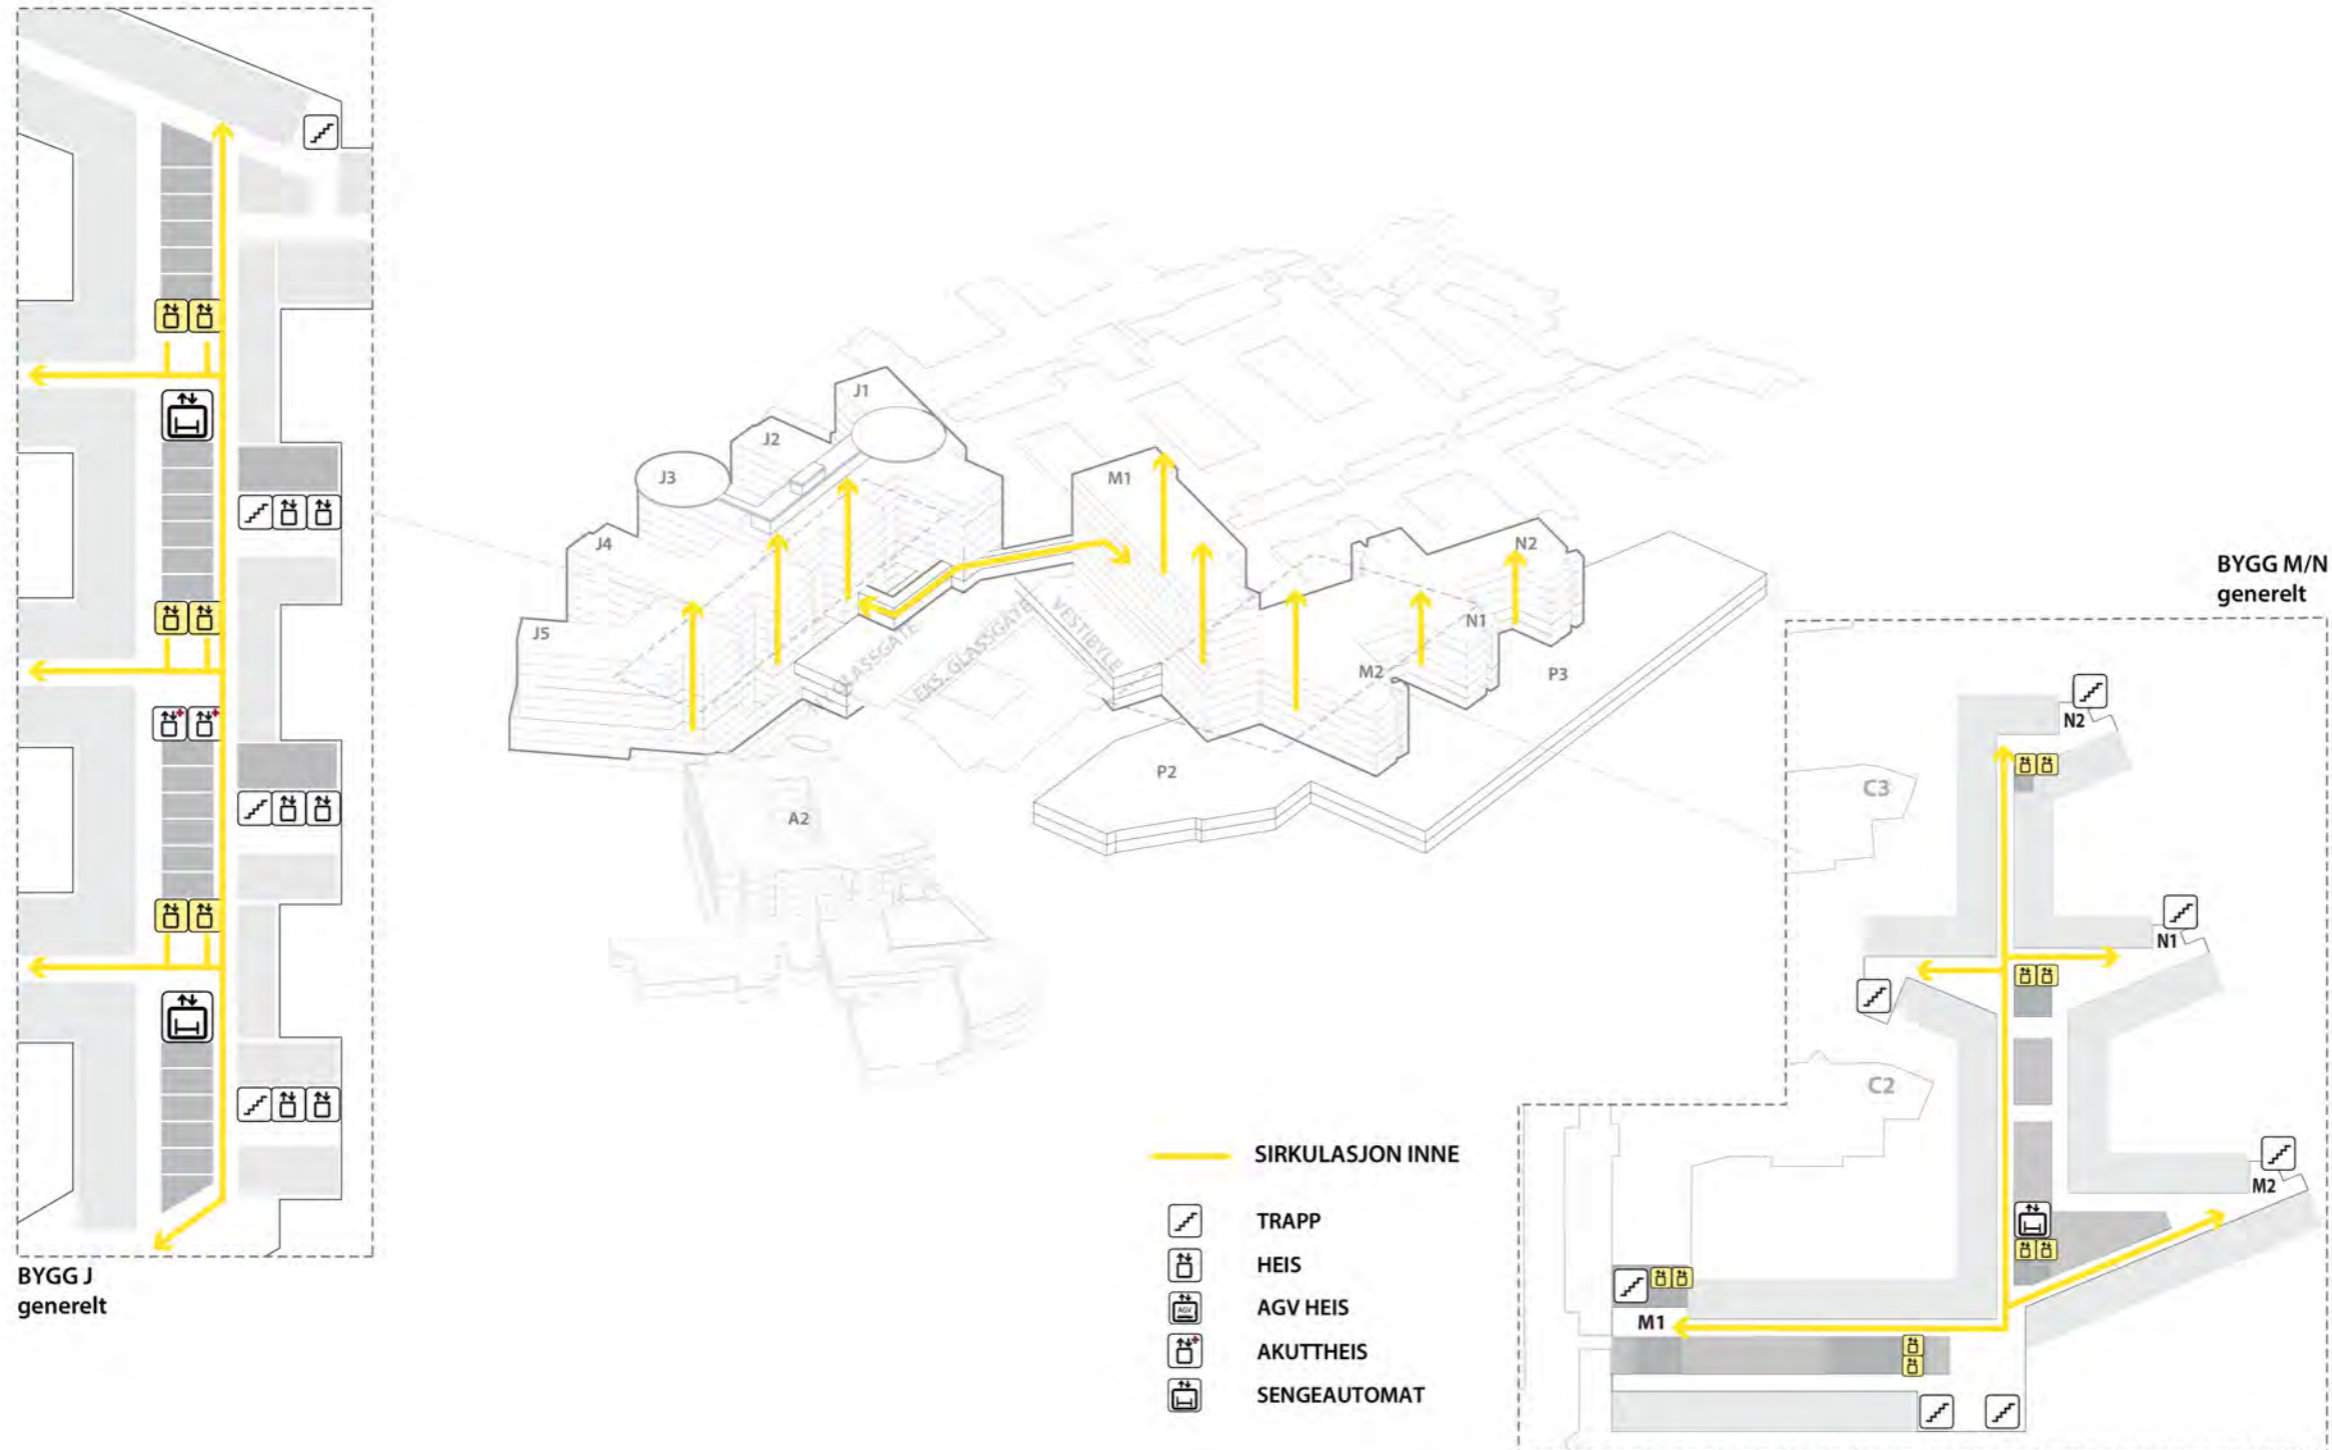 J1
J2
J3
M1
J4
N2
J5
N1
M2
P3
GLASSGATE
EKS. GLASSGATE
VESTIBYLE
P2
A2
BYGG M/N
generelt
N2
C3
N1
C2
M2
M1
BYGG J
generelt
SIRKULASJON INNE
TRAPP
HEIS
AGV
AGV HEIS
AKUTTHEIS
SENGEAUTOMAT